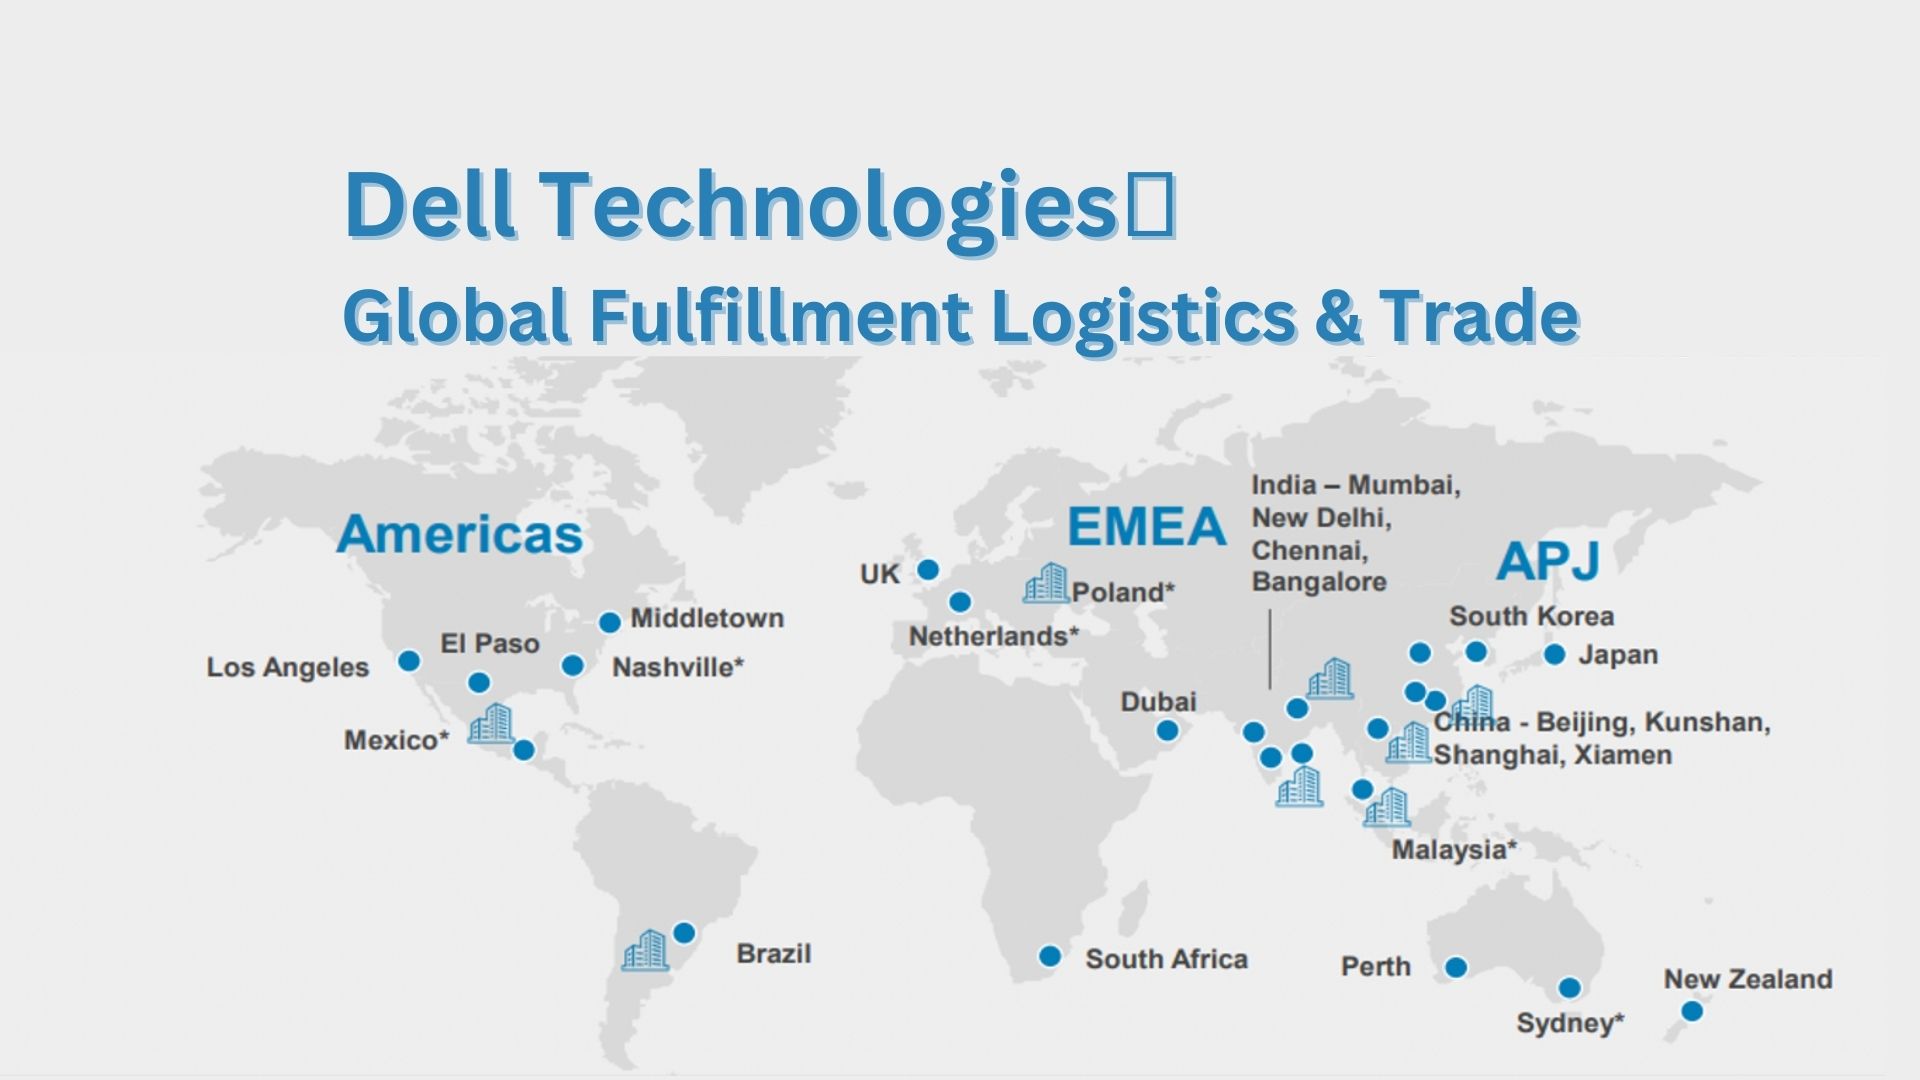 Dell Technologies
Global Fulfillment Logistics & Trade
Americas
EMEA
APJ
India – Mumbai,
New Delhi,
Chennai,
Bangalore
UK
Poland*
Netherlands*
South Korea
Japan
Middletown
El Paso
Los Angeles
Nashville*
Mexico*
Dubai
China - Beijing, Kunshan,
Shanghai, Xiamen
Malaysia*
Brazil
South Africa
Perth
Sydney*
New Zealand